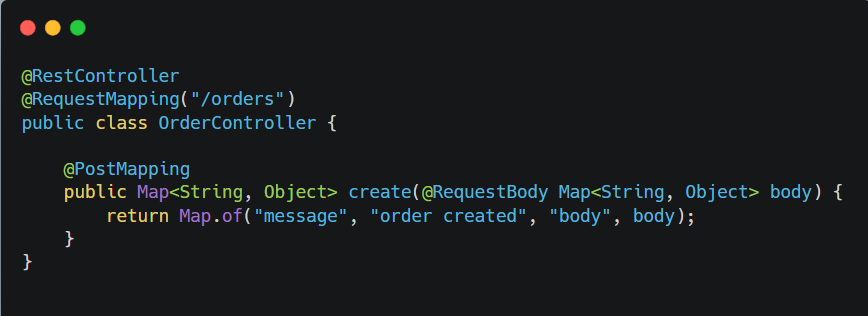 @RestController
@RequestMapping("/orders")
public class OrderController {

    @PostMapping
    public Map<String, Object> create(@RequestBody Map<String, Object> body) {
        return Map.of("message", "order created", "body", body);
    }
}